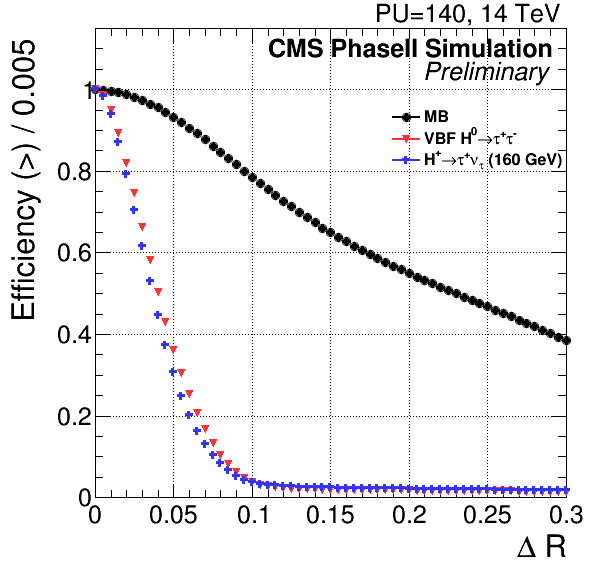 PU=140, 14 TeV
CMS PhaseII Simulation
Preliminary
MB
VBF H⁰→τ⁺τ⁻
H⁺→τ⁺ν_τ (160 GeV)
Efficiency (>) / 0.005
1
0.8
0.6
0.4
0.2
0
0 0.05 0.1 0.15 0.2 0.25 0.3
Δ R